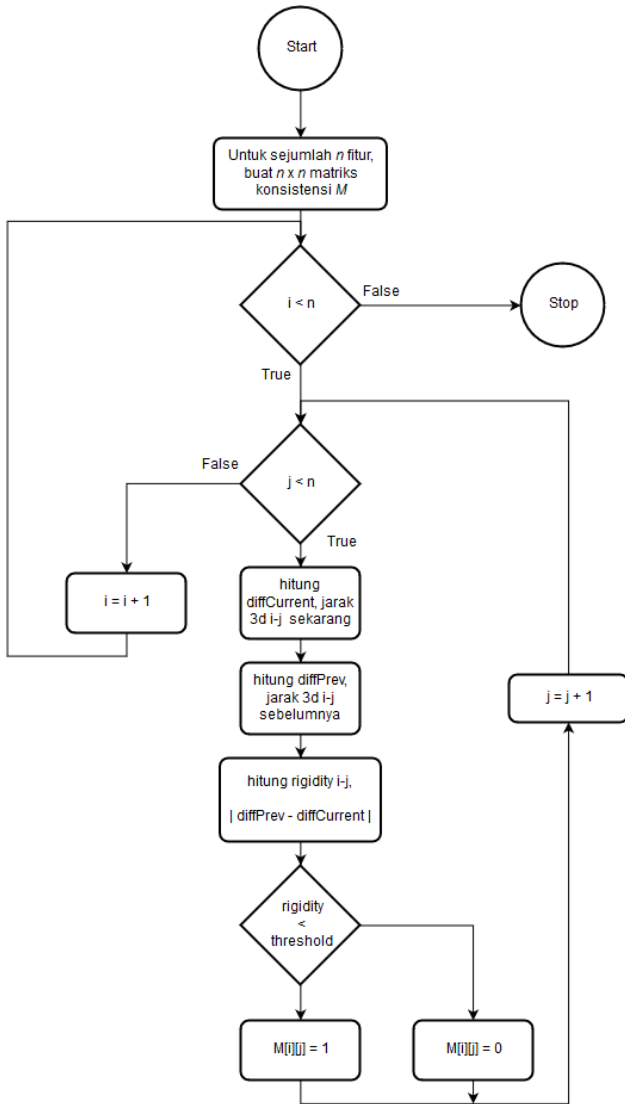 Start
Untuk sejumlah n fitur,
buat n x n matriks
konsistensi M
i < n
False
Stop
True
j < n
False
True
i = i + 1
hitung
diffCurrent, jarak
3d i-j sekarang
hitung diffPrev,
jarak 3d i-j
sebelumnya
j = j + 1
hitung rigidity i-j,
| diffPrev - diffCurrent |
rigidity
<
threshold
M[i][j] = 1
M[i][j] = 0